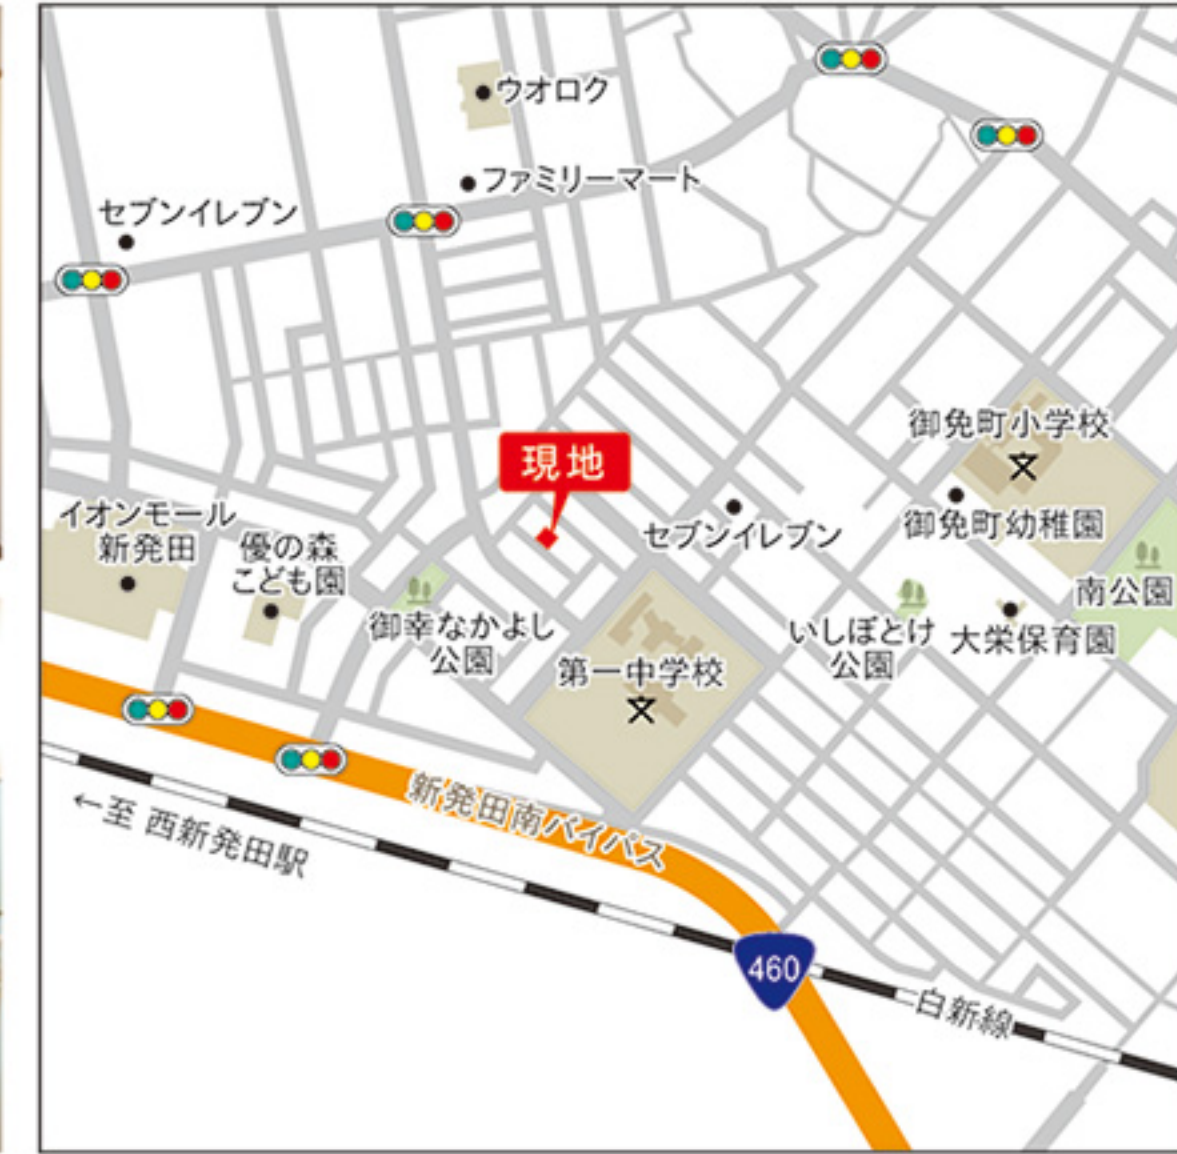 ウオロク
ファミリーマート
セブンイレブン
御免町小学校
現地
イオンモール
新発田
優の森
こども園
セブンイレブン
御免町幼稚園
南公園
御幸なかよし
公園
第一中学校
いしぼとけ
公園
大栄保育園
新発田南バイパス
←至 西新発田駅
460
白新線